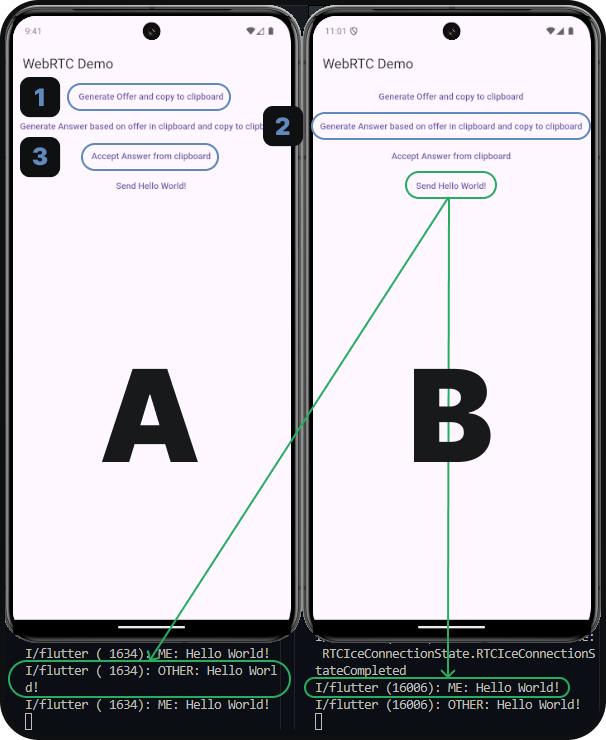 9:41
WebRTC Demo
1
Generate Offer and copy to clipboard
Generate Answer based on offer in clipboard and copy to clipb
3
Accept Answer from clipboard
Send Hello World!
A
I/flutter ( 1634): ME: Hello World!
I/flutter ( 1634): OTHER: Hello Worl
d!
I/flutter ( 1634): ME: Hello World!
11:01
WebRTC Demo
Generate Offer and copy to clipboard
2
Generate Answer based on offer in clipboard and copy to clipboard
Accept Answer from clipboard
Send Hello World!
B
RTCIceConnectionState.RTCIceConnectionS
tateCompleted
I/flutter (16006): ME: Hello World!
I/flutter (16006): OTHER: Hello World!